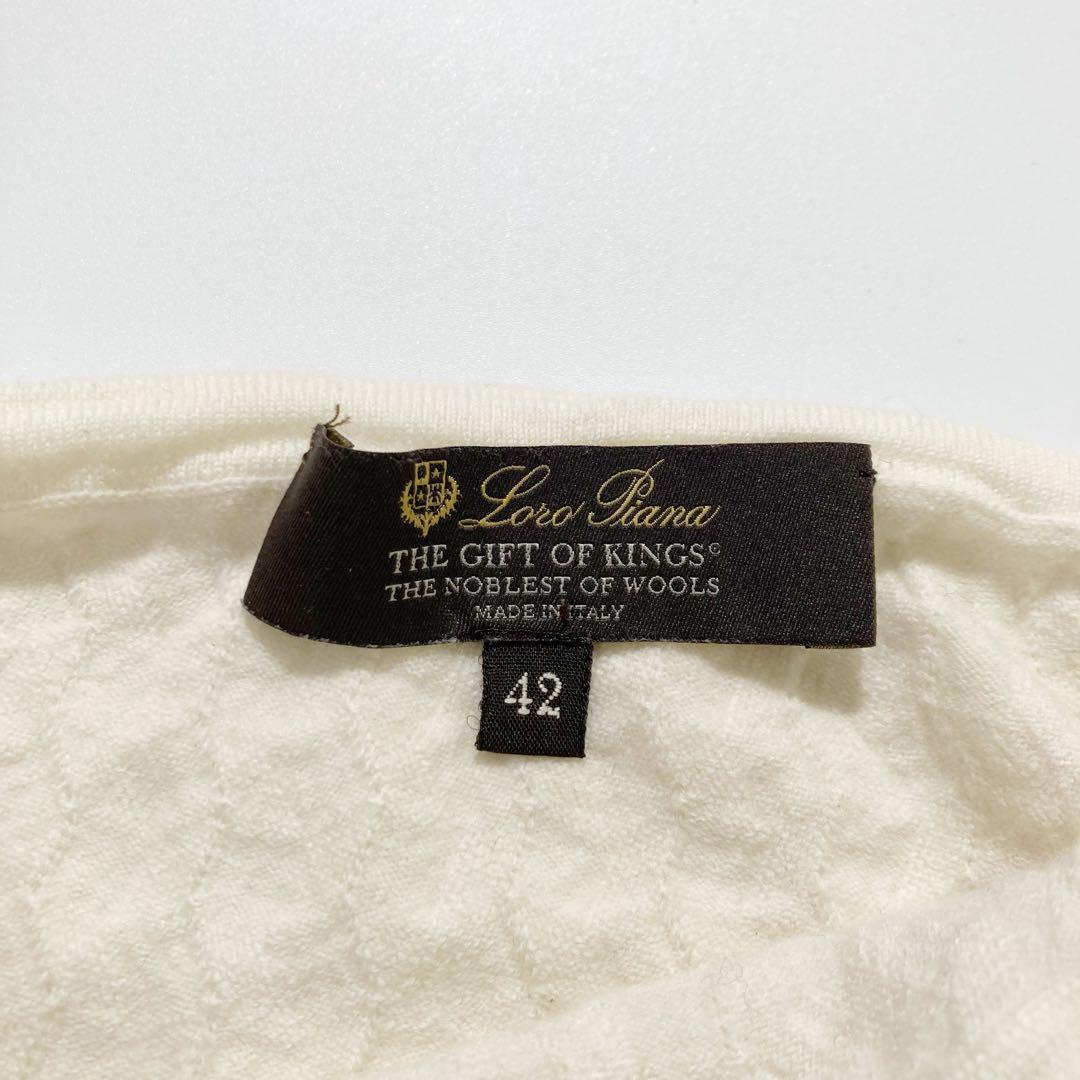 Loro Piana
THE GIFT OF KINGS©
THE NOBLEST OF WOOLS
MADE IN ITALY
42